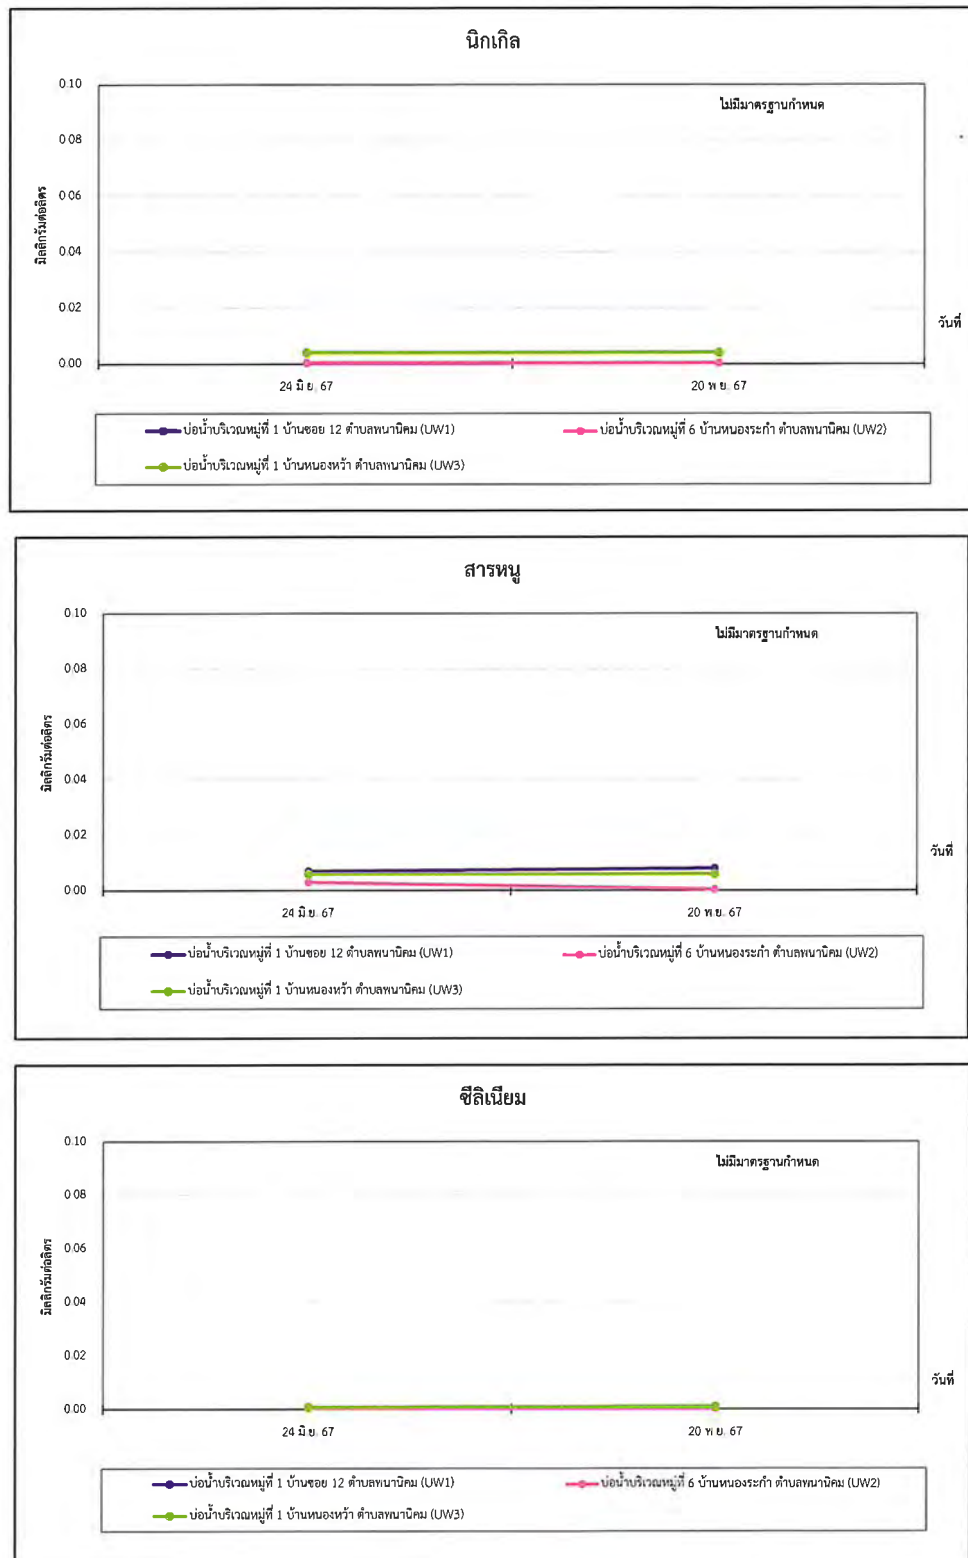 นิกเกิล
0.10
ไม่มีมาตรฐานกำหนด
0.08
0.06
มิลลิกรัมต่อลิตร
0.04
0.02
วันที่
0.00
24 มิ.ย. 67
20 พ.ย. 67
บ่อน้ำบริเวณหมู่ที่ 1 บ้านซอย 12 ตำบลพนานิคม (UW1)
บ่อน้ำบริเวณหมู่ที่ 6 บ้านหนองระกำ ตำบลพนานิคม (UW2)
บ่อน้ำบริเวณหมู่ที่ 1 บ้านหนองหว้า ตำบลพนานิคม (UW3)
สารหนู
0.10
ไม่มีมาตรฐานกำหนด
0.08
0.06
มิลลิกรัมต่อลิตร
0.04
0.02
วันที่
0.00
24 มิ.ย. 67
20 พ.ย. 67
บ่อน้ำบริเวณหมู่ที่ 1 บ้านซอย 12 ตำบลพนานิคม (UW1)
บ่อน้ำบริเวณหมู่ที่ 6 บ้านหนองระกำ ตำบลพนานิคม (UW2)
บ่อน้ำบริเวณหมู่ที่ 1 บ้านหนองหว้า ตำบลพนานิคม (UW3)
ซีลิเนียม
0.10
ไม่มีมาตรฐานกำหนด
0.08
0.06
มิลลิกรัมต่อลิตร
0.04
0.02
วันที่
0.00
24 มิ.ย. 67
20 พ.ย. 67
บ่อน้ำบริเวณหมู่ที่ 1 บ้านซอย 12 ตำบลพนานิคม (UW1)
บ่อน้ำบริเวณหมู่ที่ 6 บ้านหนองระกำ ตำบลพนานิคม (UW2)
บ่อน้ำบริเวณหมู่ที่ 1 บ้านหนองหว้า ตำบลพนานิคม (UW3)